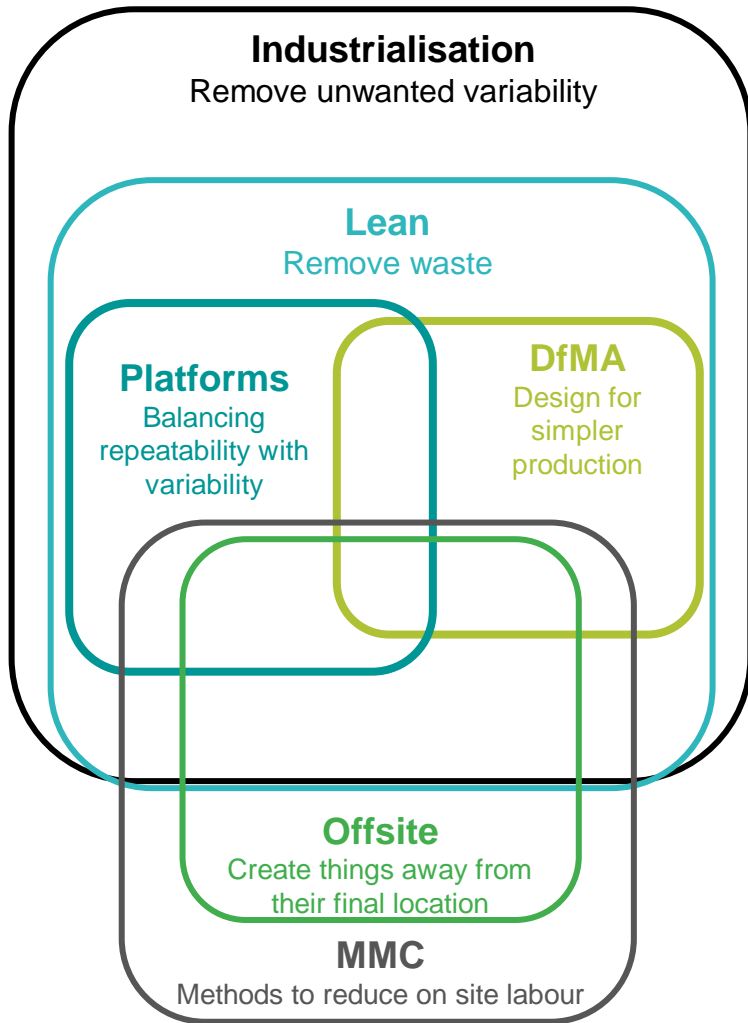 Industrialisation
Remove unwanted variability
Lean
Remove waste
Platforms
Balancing
repeatability with
variability
DfMA
Design for
simpler
production
Offsite
Create things away from
their final location
MMC
Methods to reduce on site labour